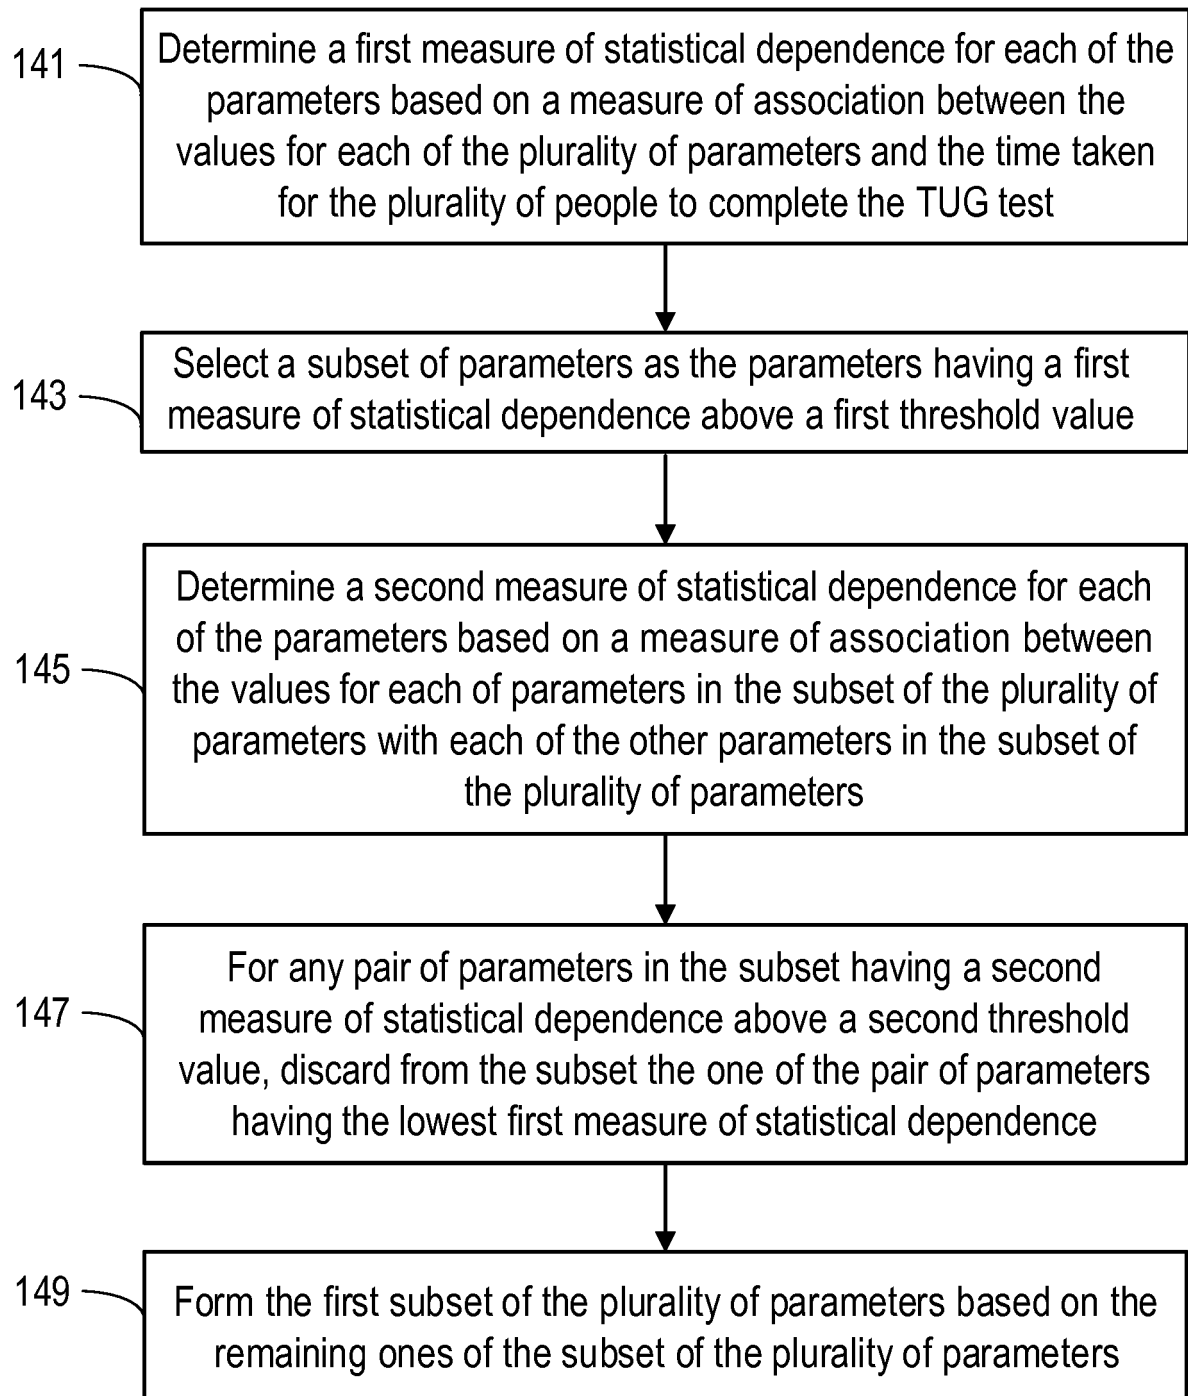 141
Determine a first measure of statistical dependence for each of the
parameters based on a measure of association between the
values for each of the plurality of parameters and the time taken
for the plurality of people to complete the TUG test
143
Select a subset of parameters as the parameters having a first
measure of statistical dependence above a first threshold value
145
Determine a second measure of statistical dependence for each
of the parameters based on a measure of association between
the values for each of parameters in the subset of the plurality of
parameters with each of the other parameters in the subset of
the plurality of parameters
147
For any pair of parameters in the subset having a second
measure of statistical dependence above a second threshold
value, discard from the subset the one of the pair of parameters
having the lowest first measure of statistical dependence
149
Form the first subset of the plurality of parameters based on the
remaining ones of the subset of the plurality of parameters